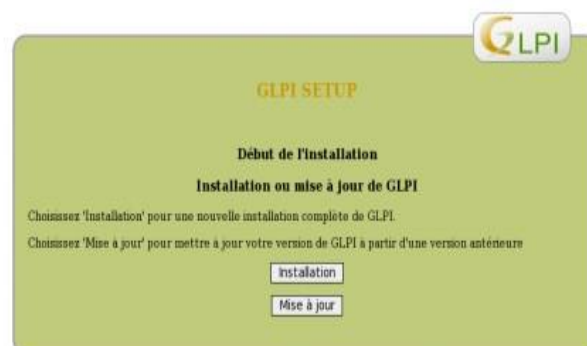 GLPI
GLPI SETUP
Début de l'installation
Installation ou mise à jour de GLPI
Choisissez 'Installation' pour une nouvelle installation complète de GLPI.
Choisissez 'Mise à jour' pour mettre à jour votre version de GLPI à partir d'une version antérieure
Installation
Mise à jour